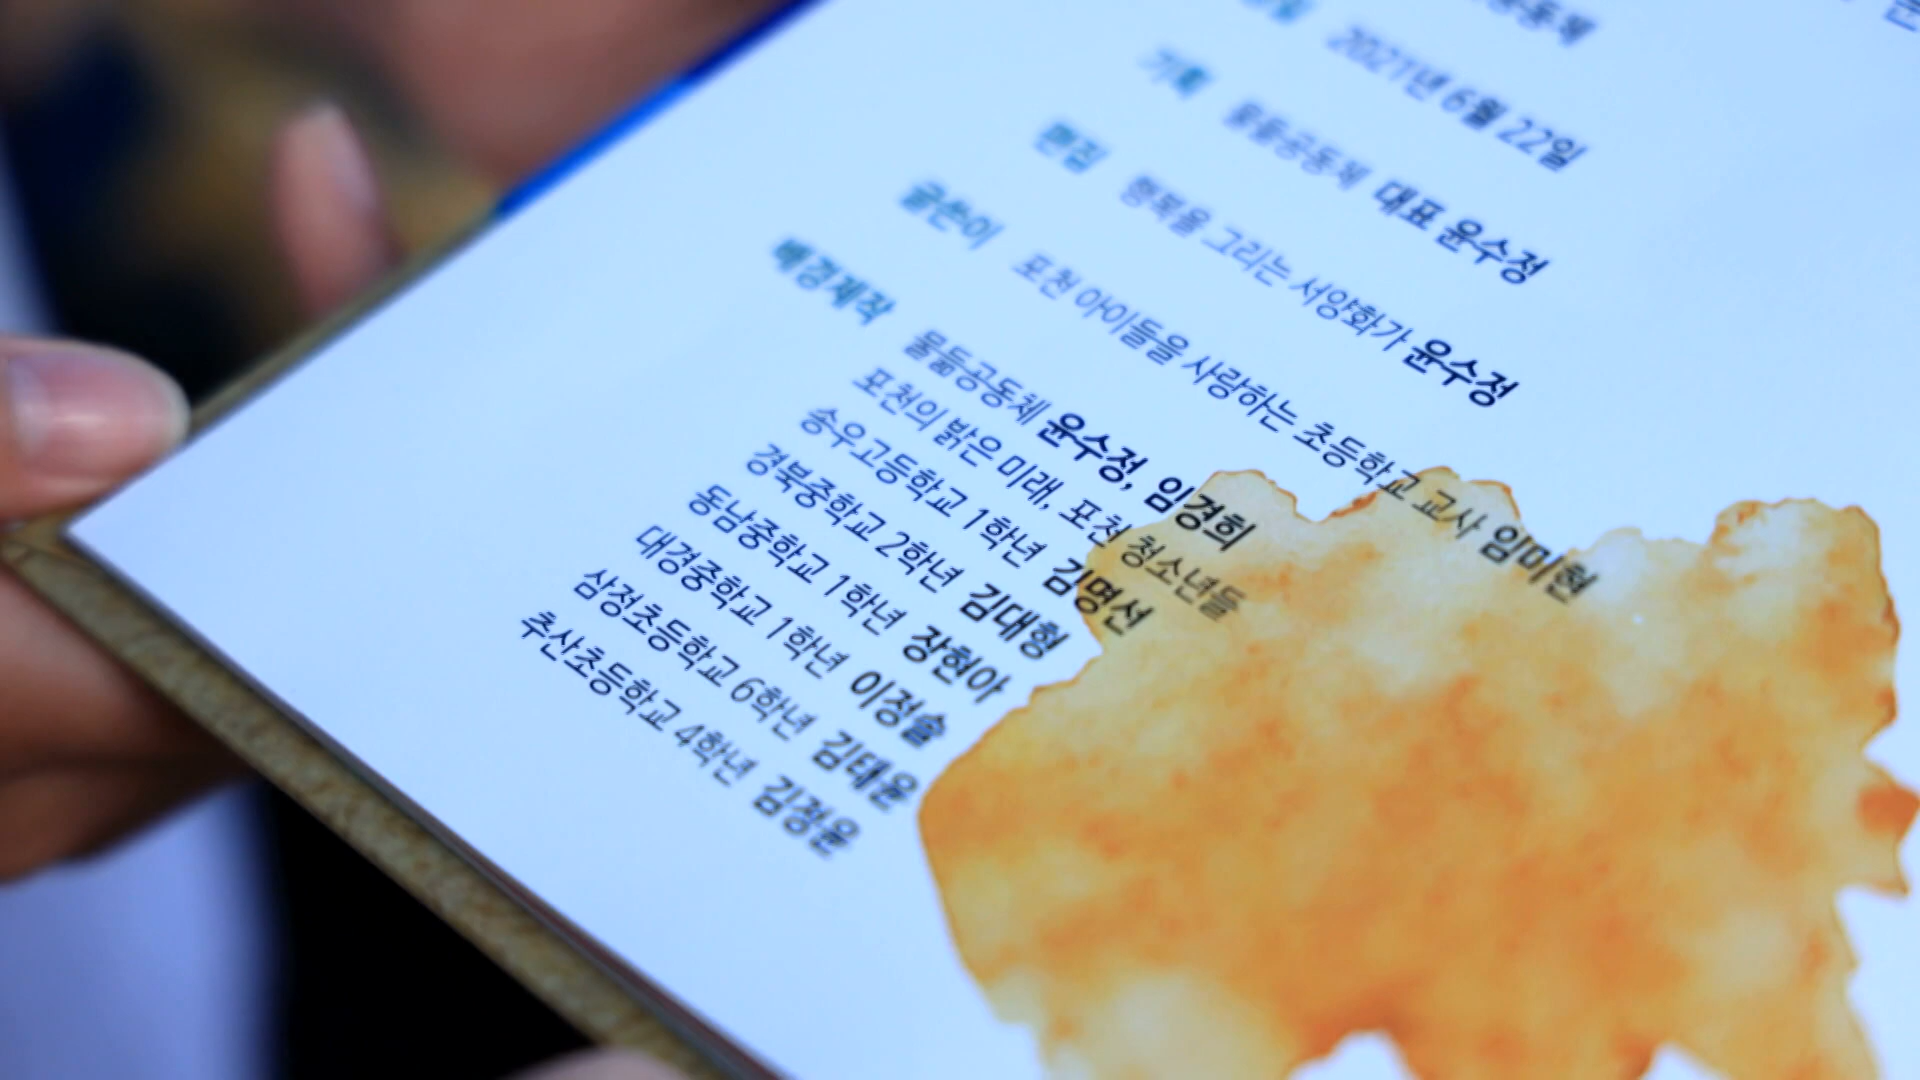 공동체
2021년 6월 22일
기획 물듦공동체 대표 윤수정
편집 행복을 그리는 서양화가 윤수정
글쓴이 포천 아이들을 사랑하는 초등학교 교사 임미현
배경제작 물듦공동체 윤수정, 임경희
포천의 밝은 미래, 포천 청소년들
송우고등학교 1학년 김명선
경북중학교 2학년 김대형
동남중학교 1학년 장현아
대경중학교 1학년 이정슬
삼정초등학교 6학년 김태윤
추산초등학교 4학년 김정윤